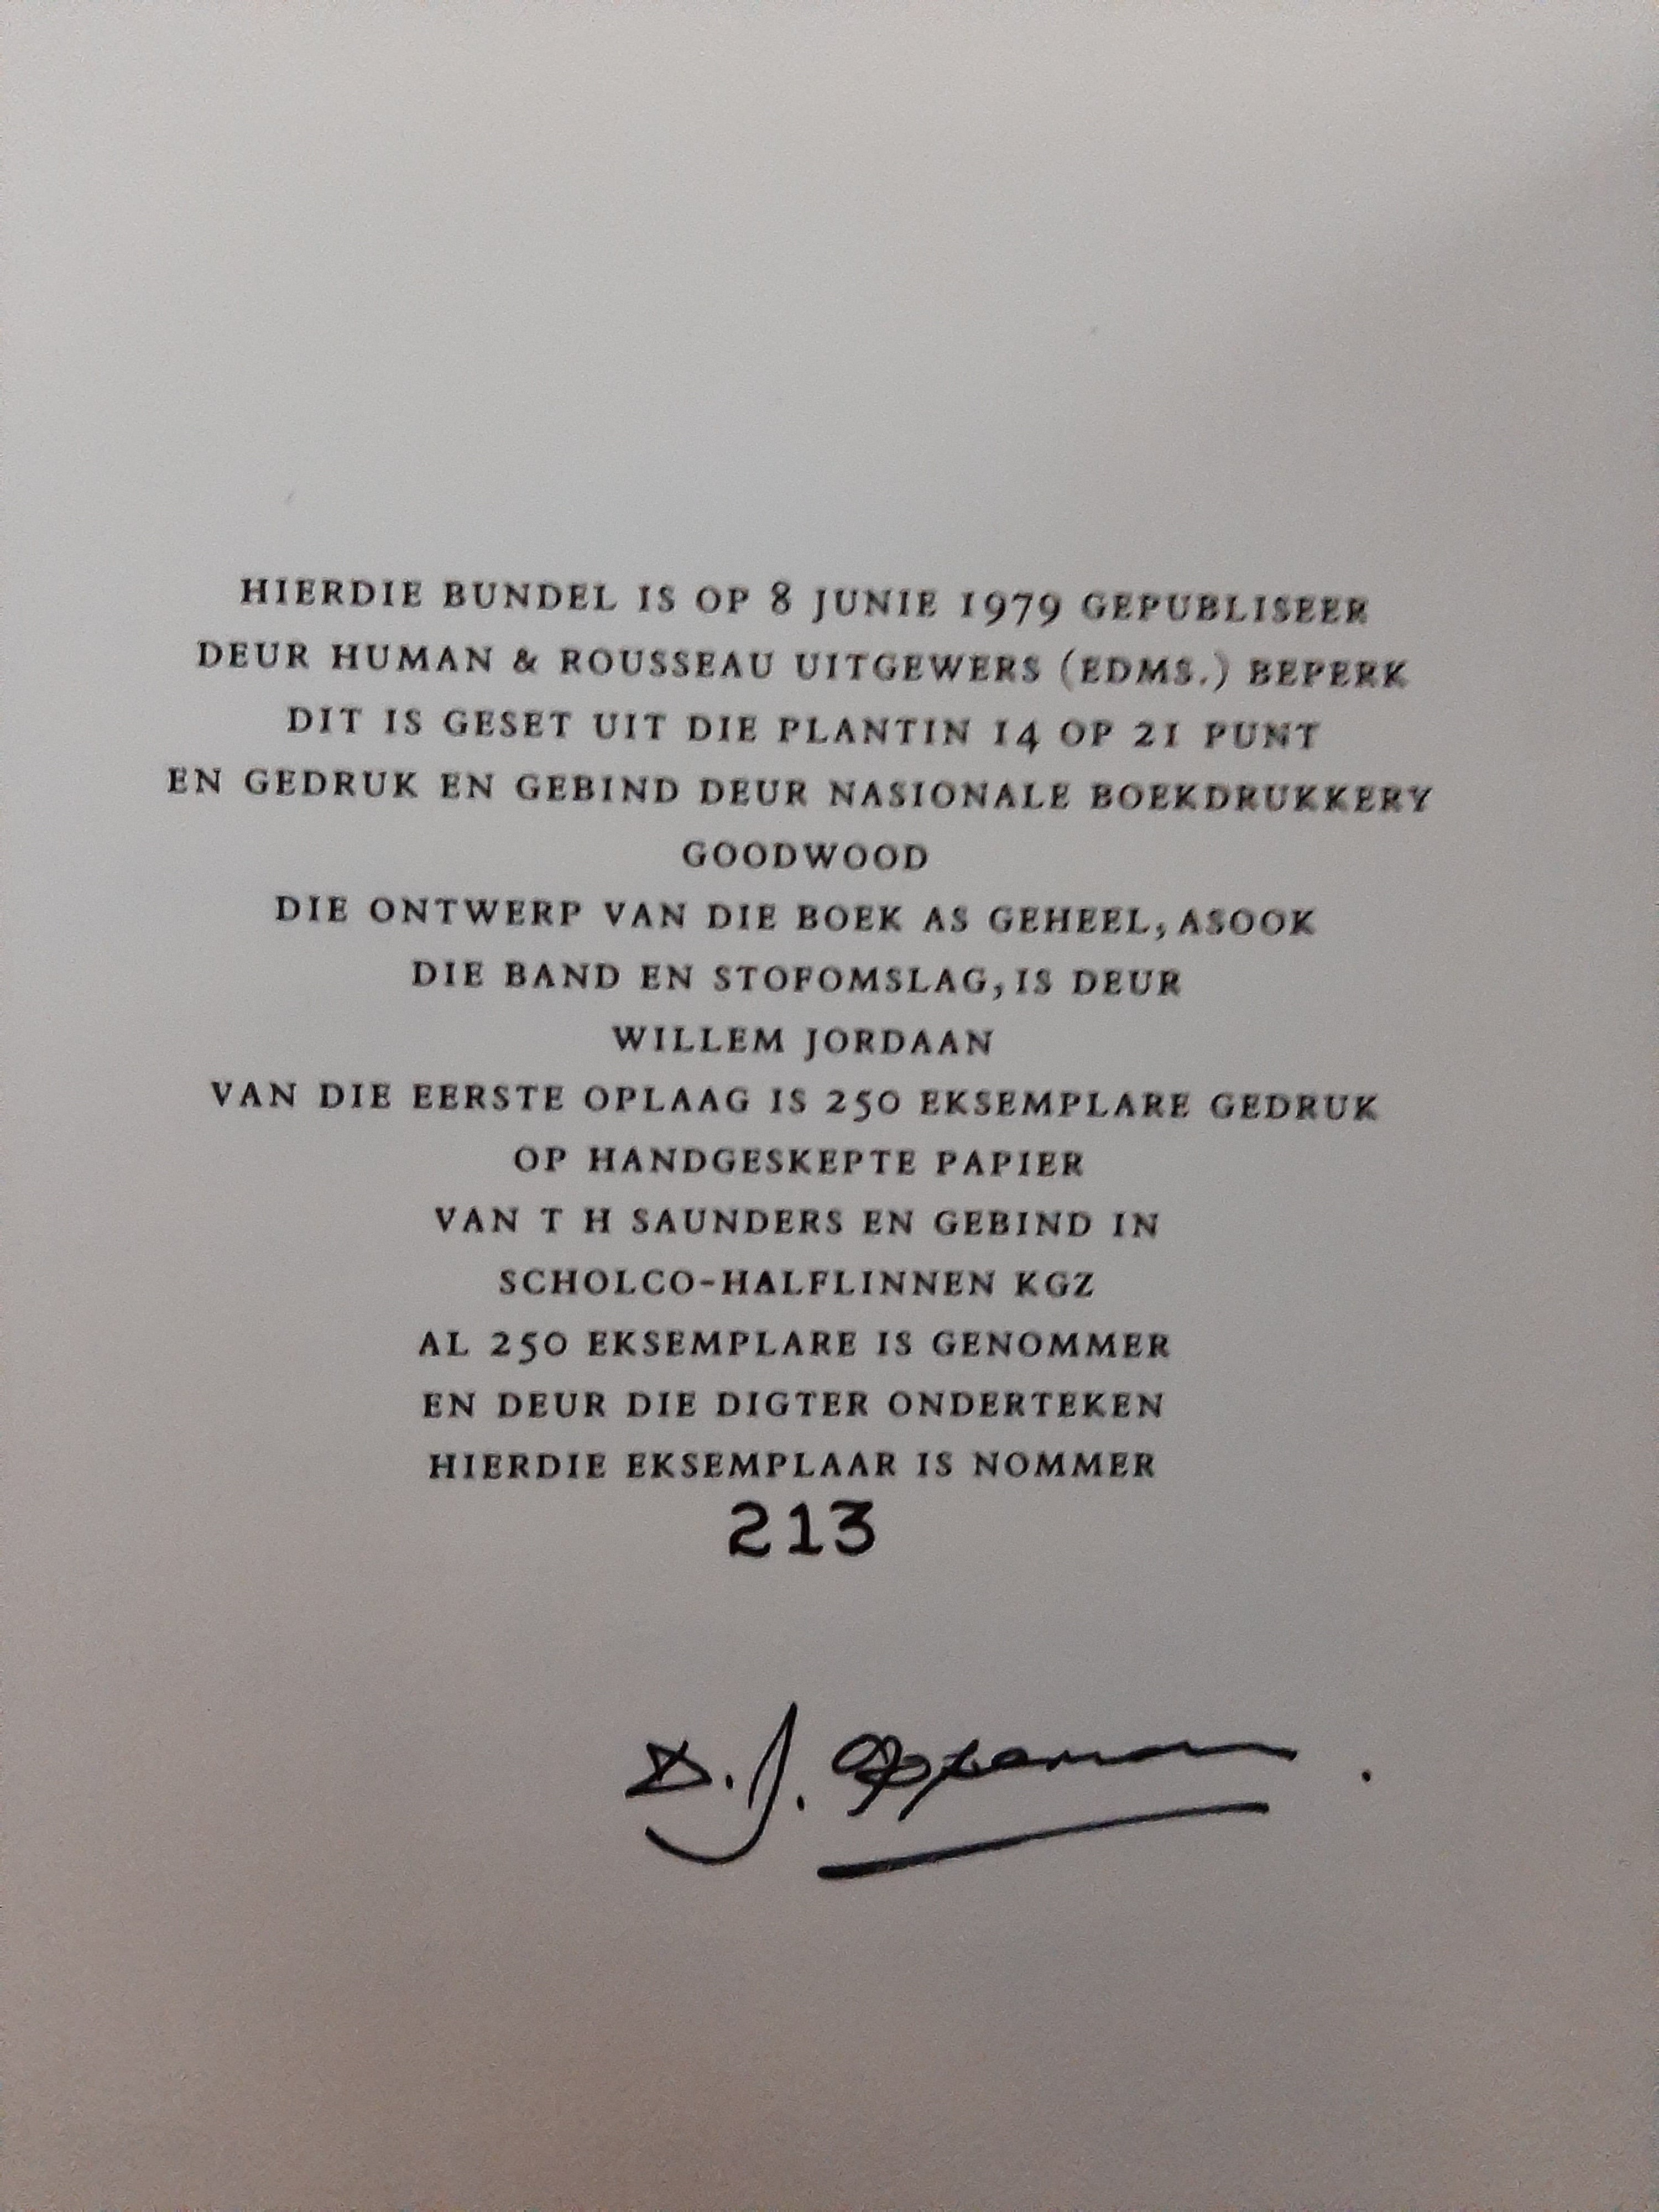 HIERDIE BUNDEL IS OP 8 JUNIE 1979 GEPUBLISEER
DEUR HUMAN & ROUSSEAU UITGEWERS (EDMS.) BEPERK
DIT IS GESET UIT DIE PLANTIN 14 OP 21 PUNT
EN GEDRUK EN GEBIND DEUR NASIONALE BOEKDRUKKERY
GOODWOOD
DIE ONTWERP VAN DIE BOEK AS GEHEEL, ASOOK
DIE BAND EN STOFOMSLAG, IS DEUR
WILLEM JORDAAN
VAN DIE EERSTE OPLAAG IS 250 EKSEMPLARE GEDRUK
OP HANDGESKEPTE PAPIER
VAN T H SAUNDERS EN GEBIND IN
SCHOLCO-HALFLINNEN KGZ
AL 250 EKSEMPLARE IS GENOMMER
EN DEUR DIE DIGTER ONDERTEKEN
HIERDIE EKSEMPLAAR IS NOMMER
213
D. J. Opperman